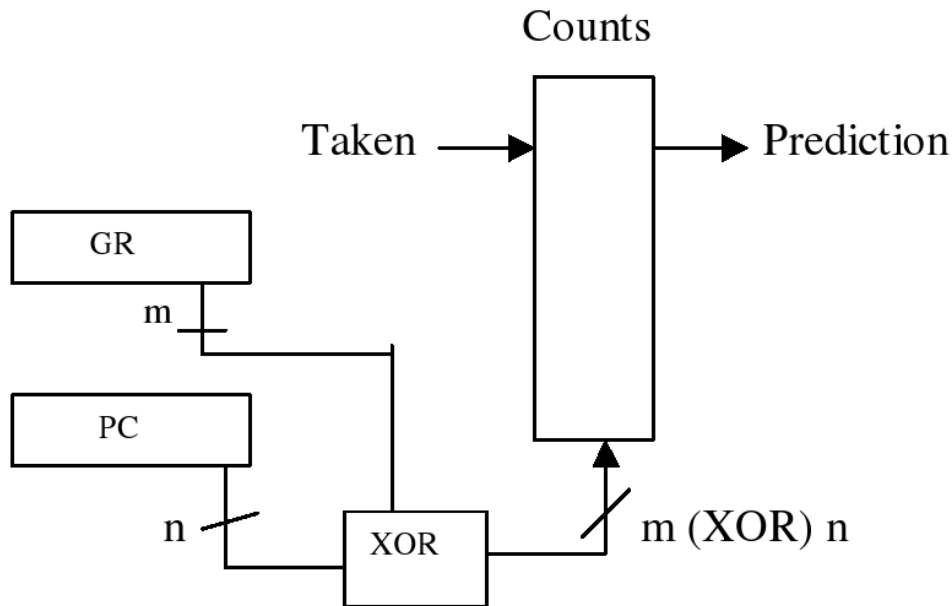 Counts
Taken
Prediction
GR
m
PC
n
XOR
m (XOR) n